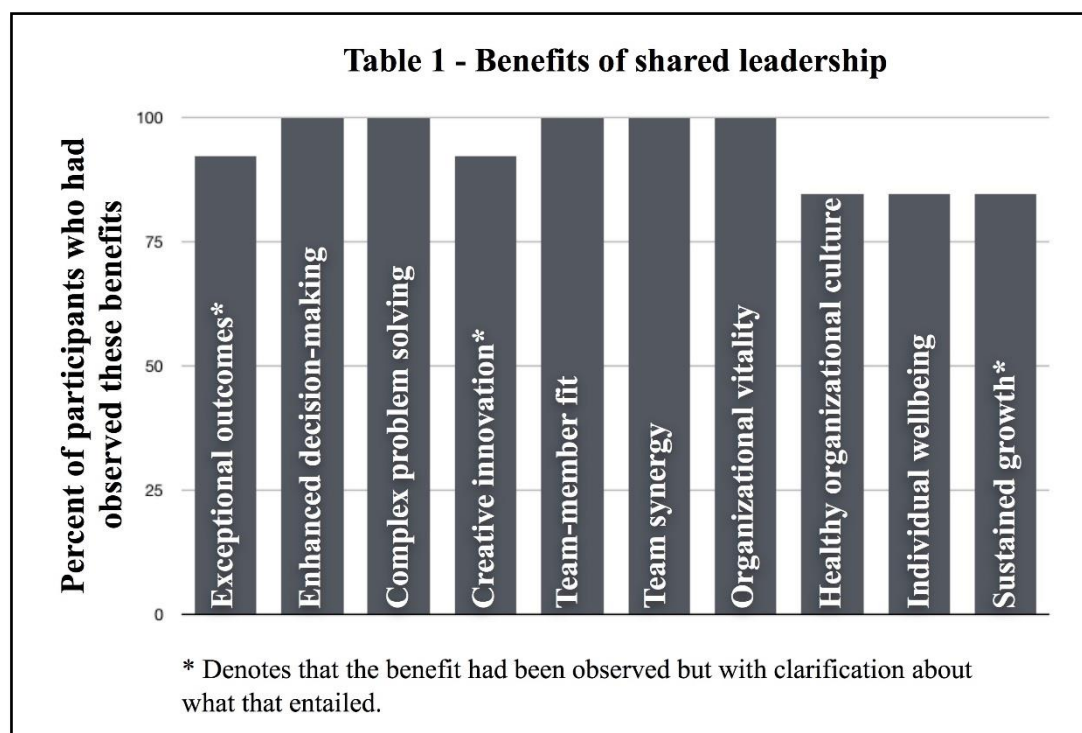 Table 1 - Benefits of shared leadership
Percent of participants who had
observed these benefits
100
75
50
25
0
Exceptional outcomes*
Enhanced decision-making
Complex problem solving
Creative innovation*
Team-member fit
Team synergy
Organizational vitality
Healthy organizational culture
Individual wellbeing
Sustained growth*
* Denotes that the benefit had been observed but with clarification about
what that entailed.